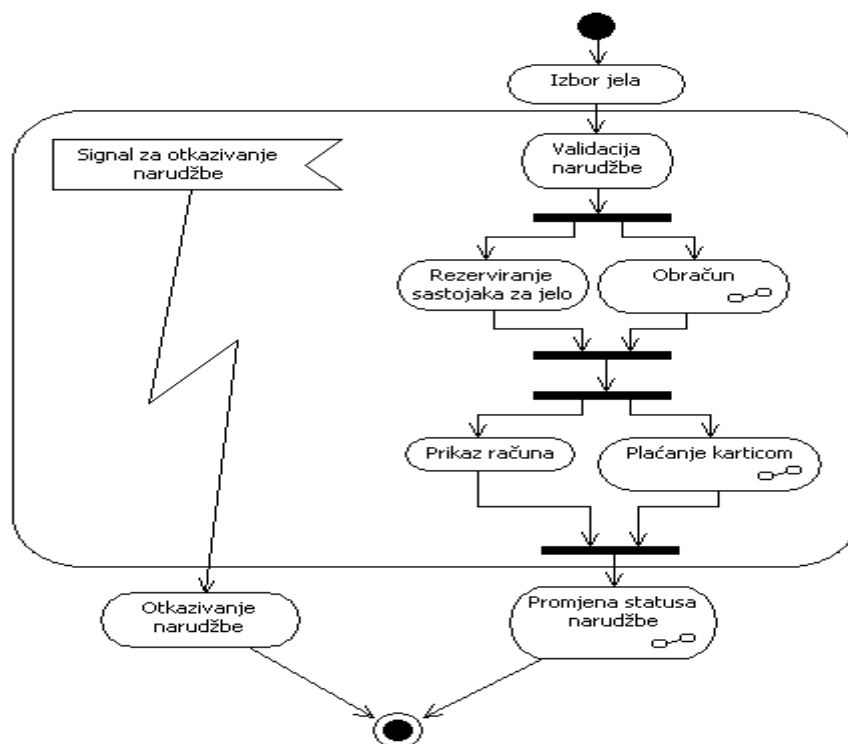 Izbor jela
Signal za otkazivanje
narudžbe
Validacija
narudžbe
Rezerviranje
sastojaka za jelo
Obračun
Prikaz računa
Plaćanje karticom
Otkazivanje
narudžbe
Promjena statusa
narudžbe